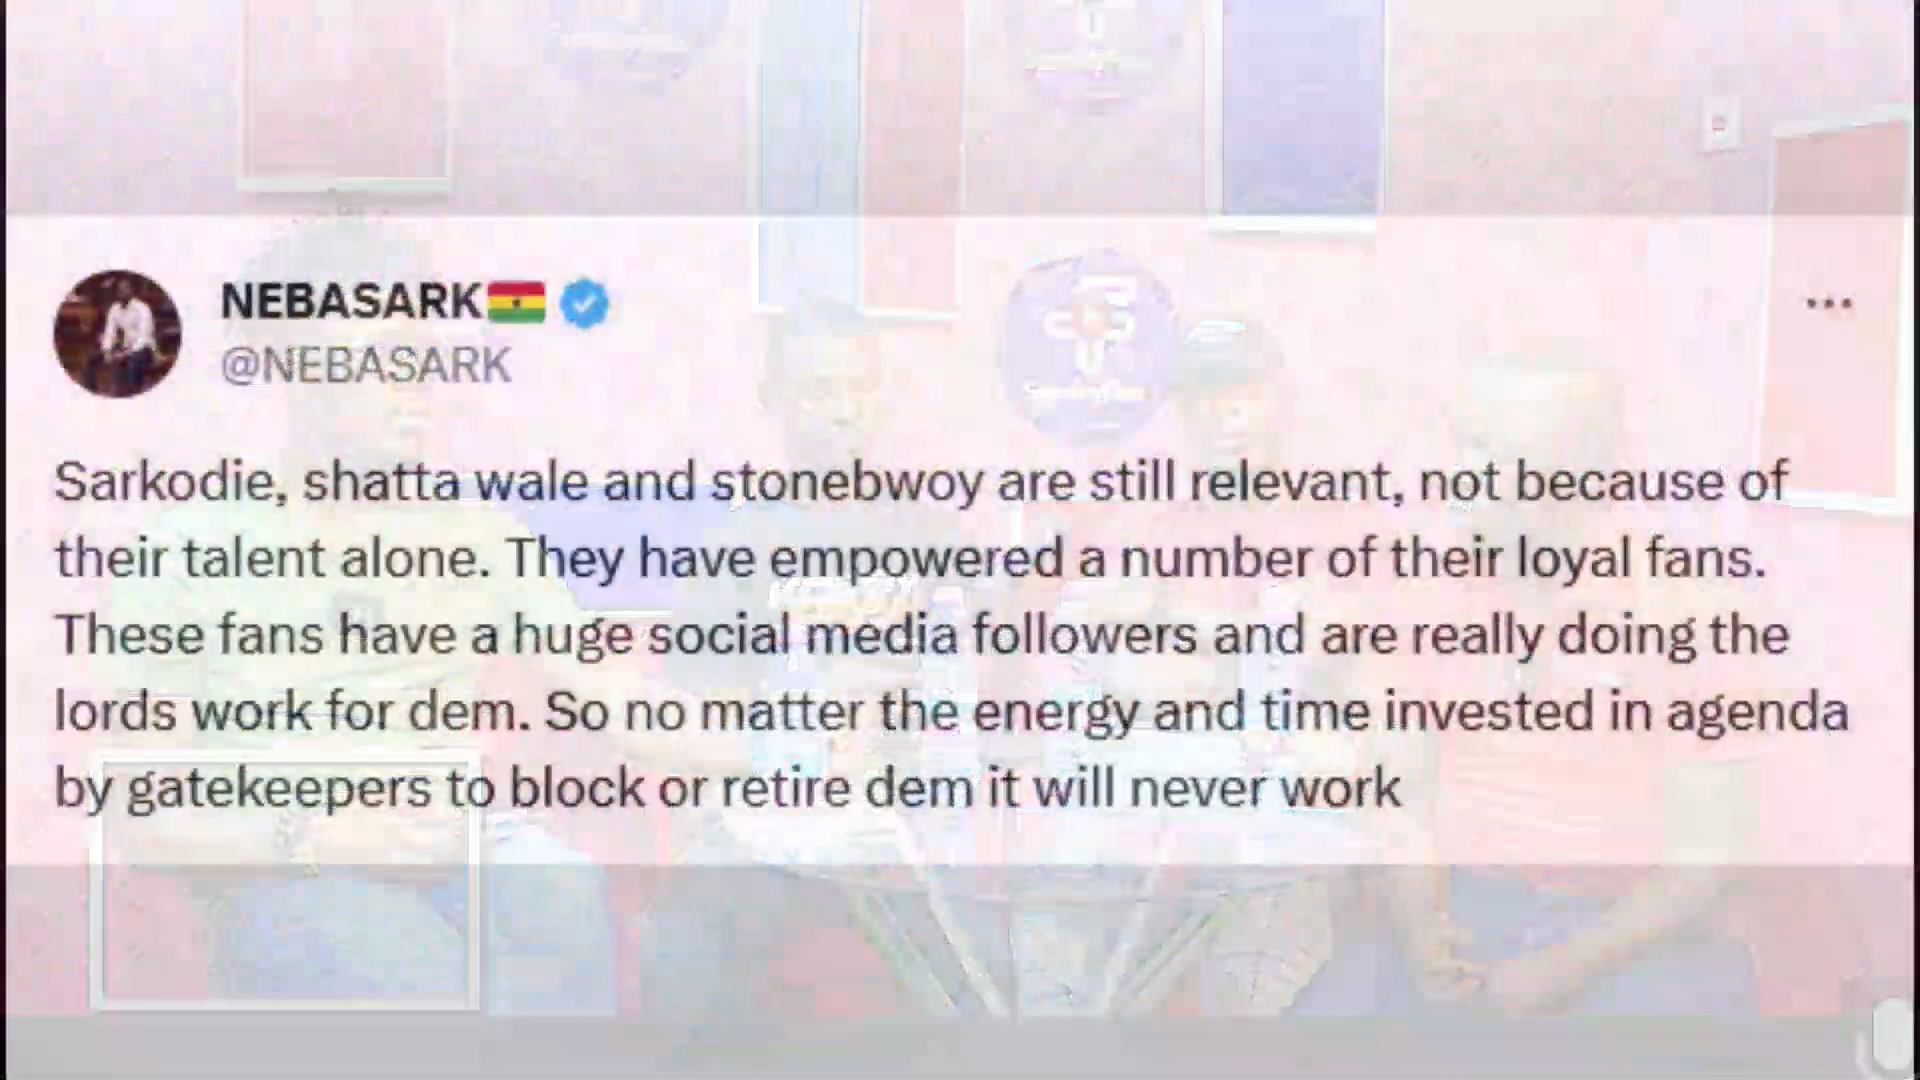 NEBASARK🇬🇭
@NEBASARK
Sarkodie, shatta wale and stonebwoy are still relevant, not because of
their talent alone. They have empowered a number of their loyal fans.
These fans have a huge social media followers and are really doing the
lords work for dem. So no matter the energy and time invested in agenda
by gatekeepers to block or retire dem it will never work